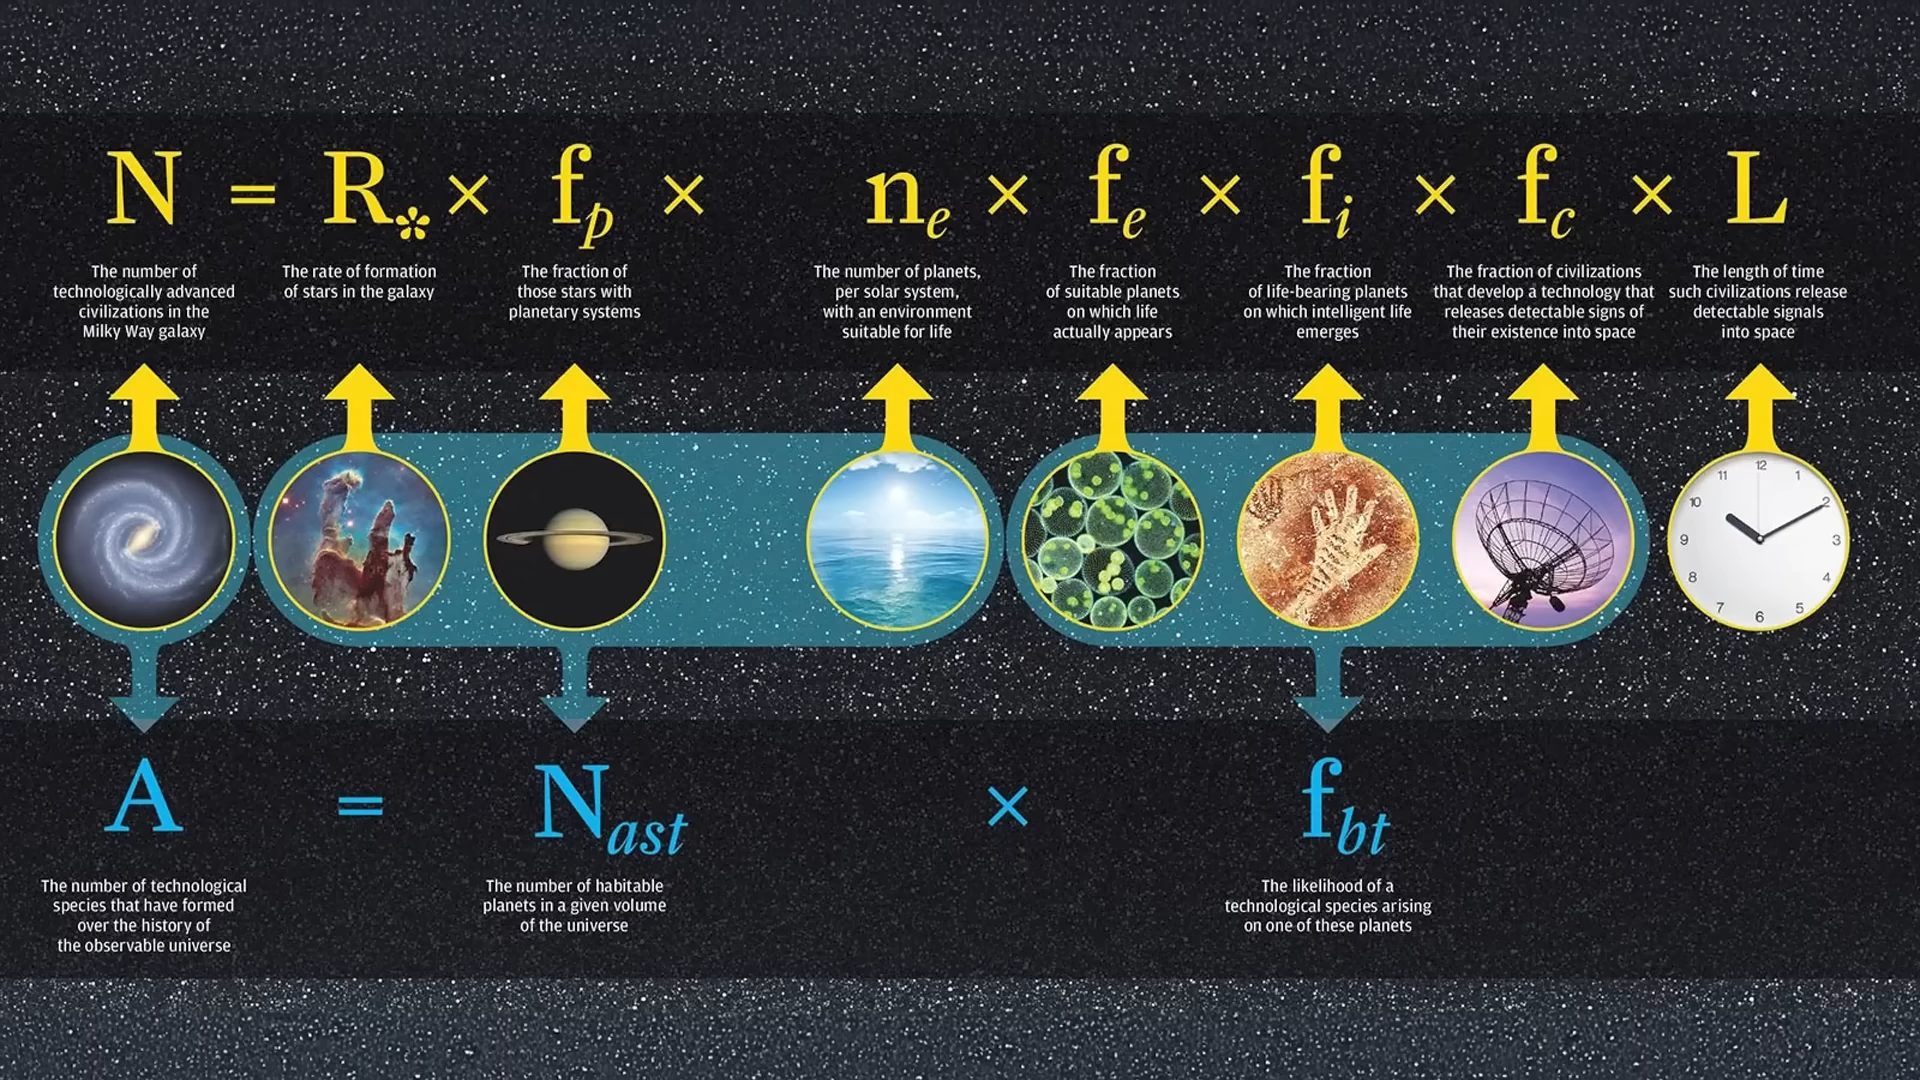 N = R* × fp × ne × fe × fi × fc × L
The number of
technologically advanced
civilizations in the
Milky Way galaxy
The rate of formation
of stars in the galaxy
The fraction of
those stars with
planetary systems
The number of planets,
per solar system,
with an environment
suitable for life
The fraction
of suitable planets
on which life
actually appears
The fraction
of life-bearing planets
on which intelligent life
emerges
The fraction of civilizations
that develop a technology that
releases detectable signs of
their existence into space
The length of time
such civilizations release
detectable signals
into space
12
1
2
3
4
5
6
7
8
9
10
11
A = Nast × fbt
The number of technological
species that have formed
over the history of
the observable universe
The number of habitable
planets in a given volume
of the universe
The likelihood of a
technological species arising
on one of these planets